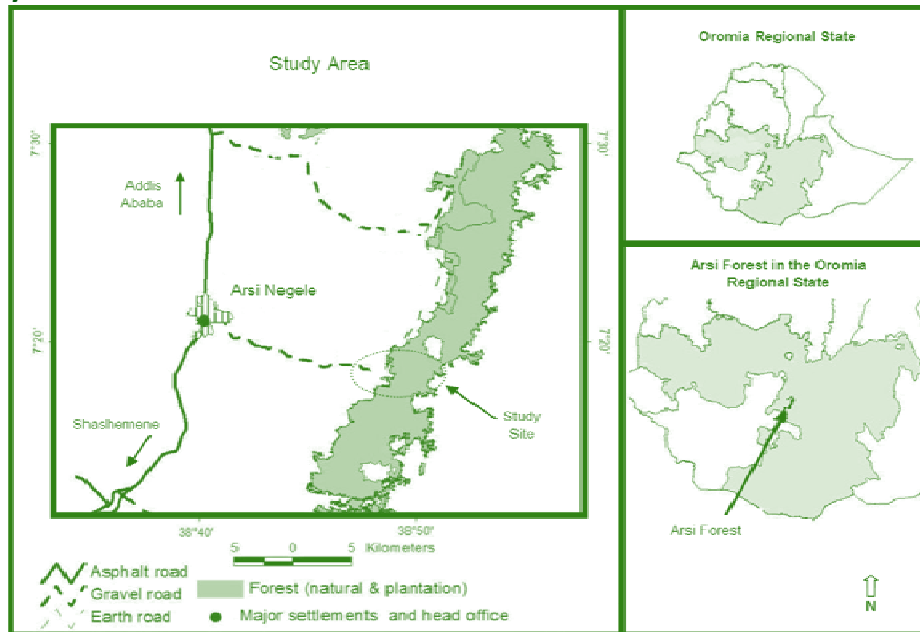 Study Area
7°30'
7°30'
Addis
Ababa
Arsi Negele
7°20'
7°20'
Shashemene
Study
Site
38°40'
38°50'
5 0 5 Kilometers
Asphalt road
Gravel road
Earth road
Forest (natural & plantation)
Major settlements and head office
Oromia Regional State
Arsi Forest in the Oromia
Regional State
Arsi Forest
N